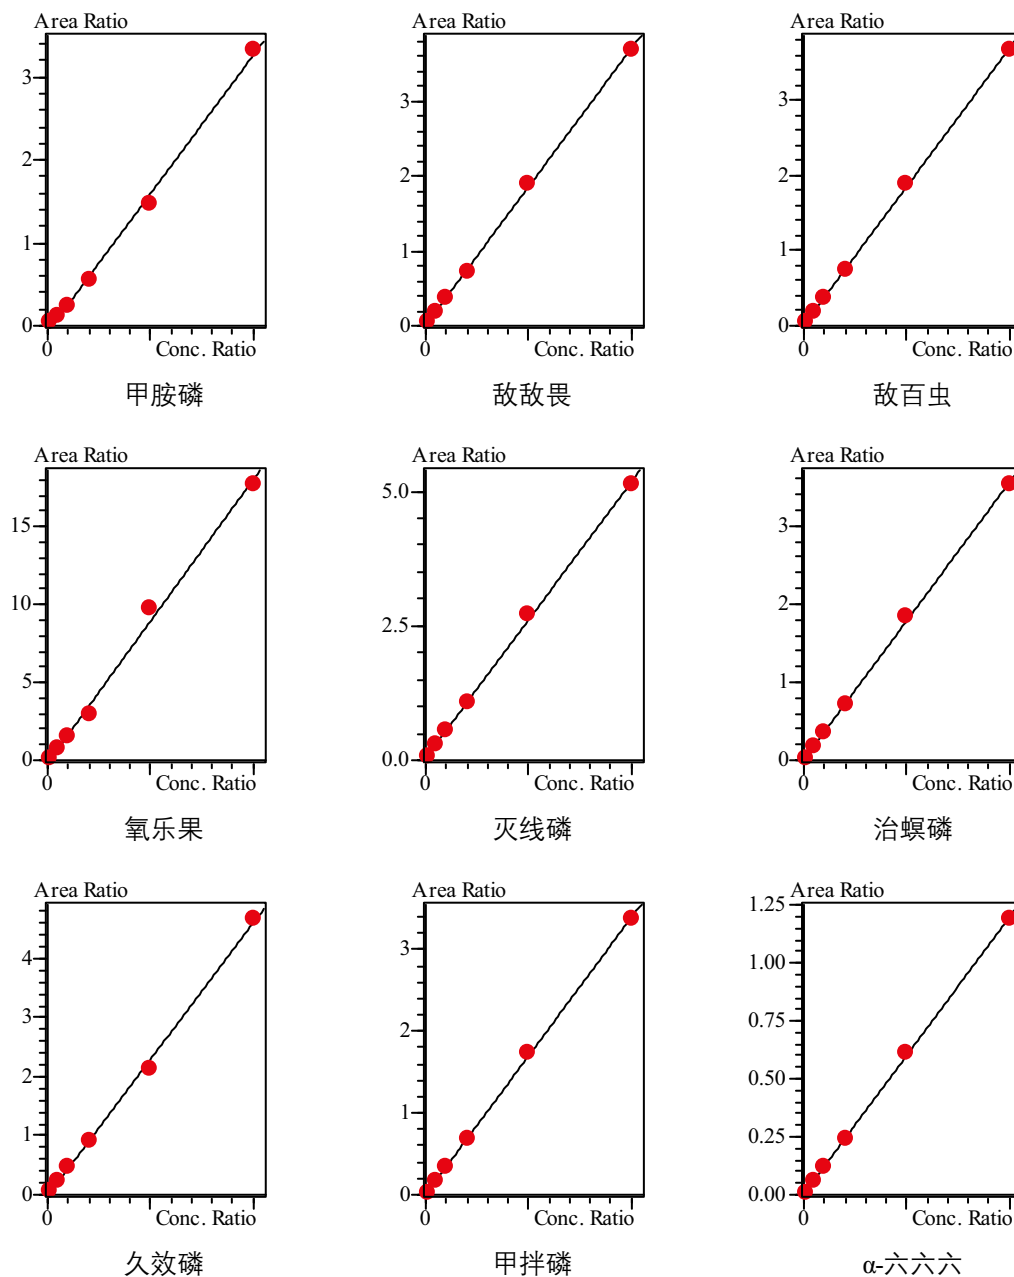 Area Ratio
3
2
1
0
0
Conc. Ratio
甲胺磷
Area Ratio
3
2
1
0
0
Conc. Ratio
敌敌畏
Area Ratio
3
2
1
0
0
Conc. Ratio
敌百虫
Area Ratio
15
10
5
0
0
Conc. Ratio
氧乐果
Area Ratio
5.0
2.5
0.0
0
Conc. Ratio
灭线磷
Area Ratio
3
2
1
0
0
Conc. Ratio
治螟磷
Area Ratio
4
3
2
1
0
0
Conc. Ratio
久效磷
Area Ratio
3
2
1
0
0
Conc. Ratio
甲拌磷
Area Ratio
1.25
1.00
0.75
0.50
0.25
0.00
0
Conc. Ratio
α-六六六